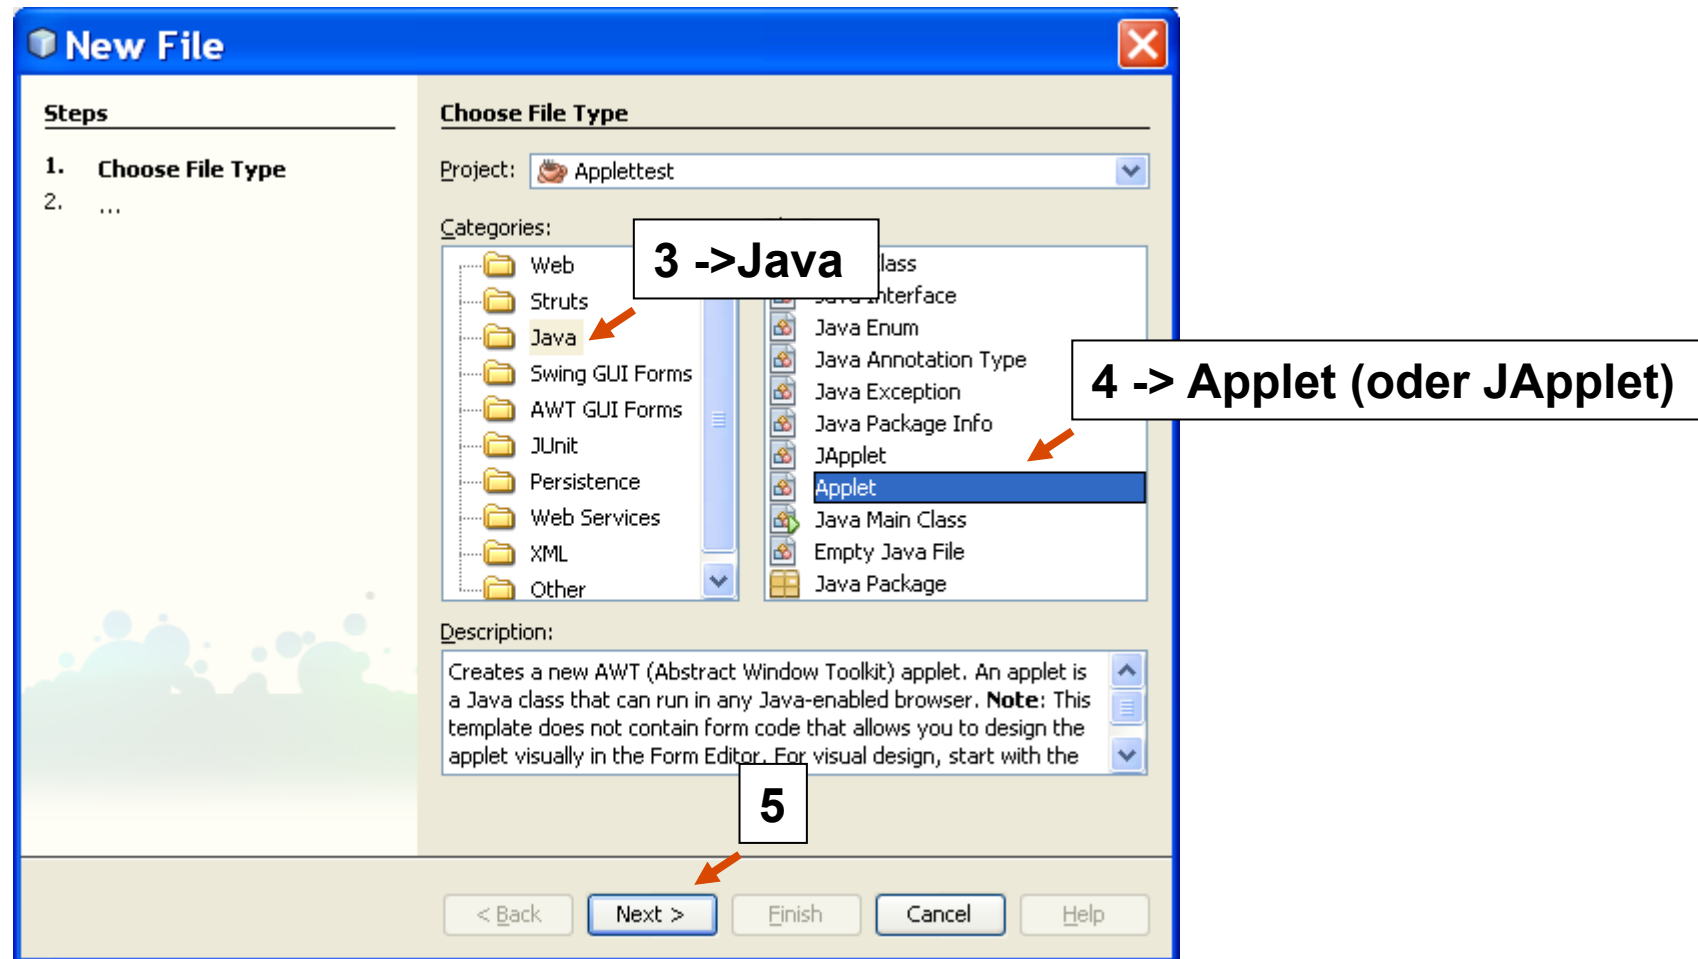 New File
Steps
1. Choose File Type
2. ...
Choose File Type
Project: Applettest
Categories:
Web
Struts
Java
Swing GUI Forms
AWT GUI Forms
JUnit
Persistence
Web Services
XML
Other
3 ->Java
lass
Java Interface
Java Enum
Java Annotation Type
Java Exception
Java Package Info
JApplet
Applet
Java Main Class
Empty Java File
Java Package
4 -> Applet (oder JApplet)
Description:
Creates a new AWT (Abstract Window Toolkit) applet. An applet is
a Java class that can run in any Java-enabled browser. Note: This
template does not contain form code that allows you to design the
applet visually in the Form Editor. For visual design, start with the
5
< Back
Next >
Finish
Cancel
Help